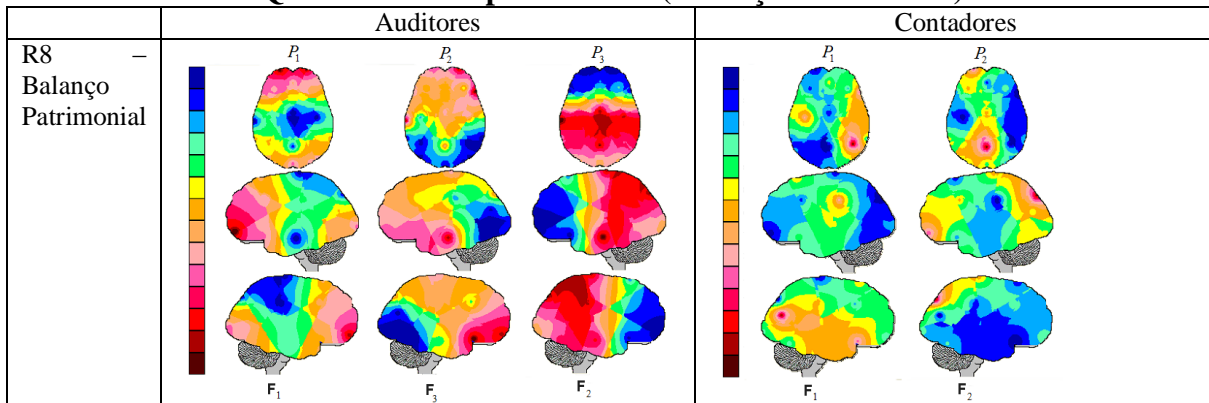 Auditores Contadores
R8 –
Balanço
Patrimonial
P1 P2 P3 P1 P2
F1 F3 F2 F1 F2